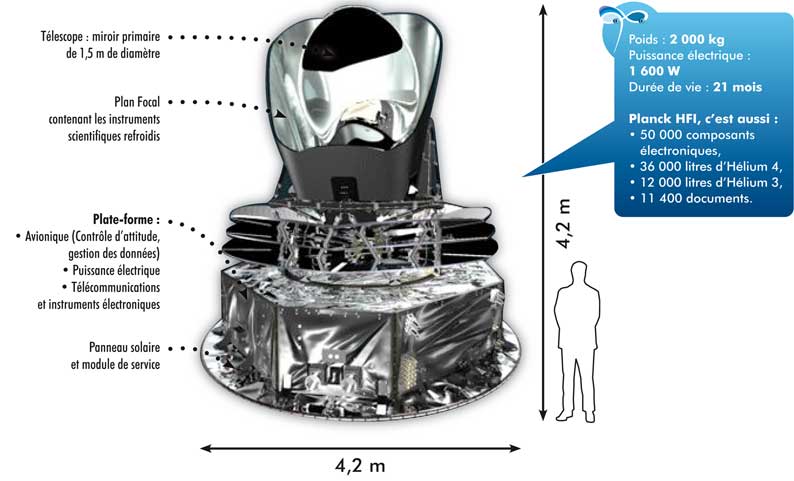 Télescope : miroir primaire
de 1,5 m de diamètre
Plan Focal
contenant les instruments
scientifiques refroidis
Plate-forme :
• Avionique (Contrôle d’attitude,
gestion des données)
• Puissance électrique
• Télécommunications
et instruments électroniques
Panneau solaire
et module de service
4,2 m
4,2 m
Poids : 2 000 kg
Puissance électrique :
1 600 W
Durée de vie : 21 mois
Planck HFI, c’est aussi :
• 50 000 composants
électroniques,
• 36 000 litres d’Hélium 4,
• 12 000 litres d’Hélium 3,
• 11 400 documents.